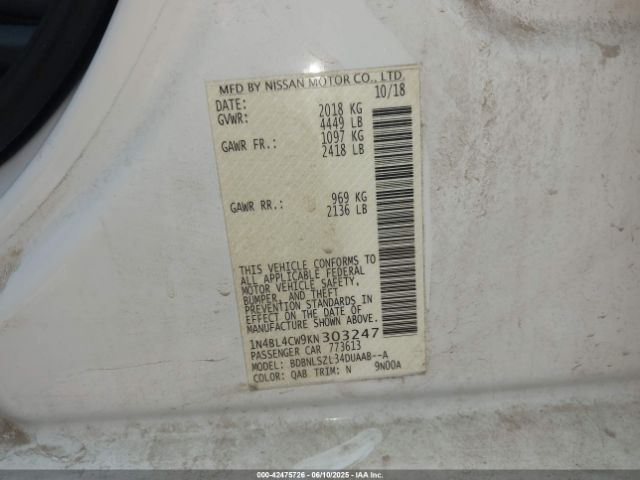 MFD BY NISSAN MOTOR CO., LTD.
DATE: 10/18
GVWR: 2018 KG
4449 LB
GAWR FR.: 1097 KG
2418 LB
GAWR RR.: 969 KG
2136 LB
THIS VEHICLE CONFORMS TO
ALL APPLICABLE FEDERAL
MOTOR VEHICLE SAFETY,
BUMPER, AND THEFT
PREVENTION STANDARDS IN
EFFECT ON THE DATE OF
MANUFACTURE SHOWN ABOVE.
1N4BL4CW9KN303247
PASSENGER CAR 773613
MODEL: BDBNLSZL34DUAAB--A
COLOR: QAB TRIM: N 9N00A
000-42475726 - 06/10/2025 - IAA Inc.